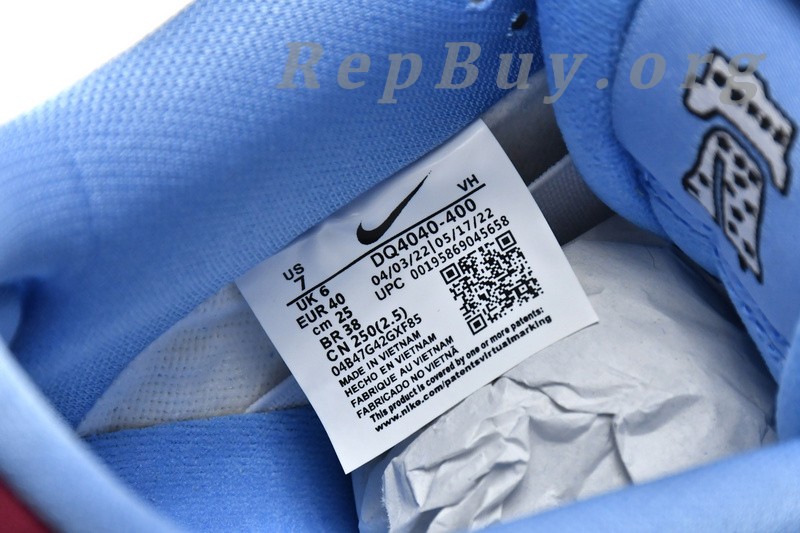 RepBuy.org
VH
US
7
DQ4040-400
UK 6
04/03/22|05/17/22
EUR 40
UPC 00195869045658
cm 25
BR 38
CN 250(2.5)
04B47G42GXF85
MADE IN VIETNAM
HECHO EN VIETNAM
FABRIQUE AU VIETNAM
FABRICADO NO VIETNÃ
This product is covered by one or more patents:
www.niko.com/patentsvirtualmarking